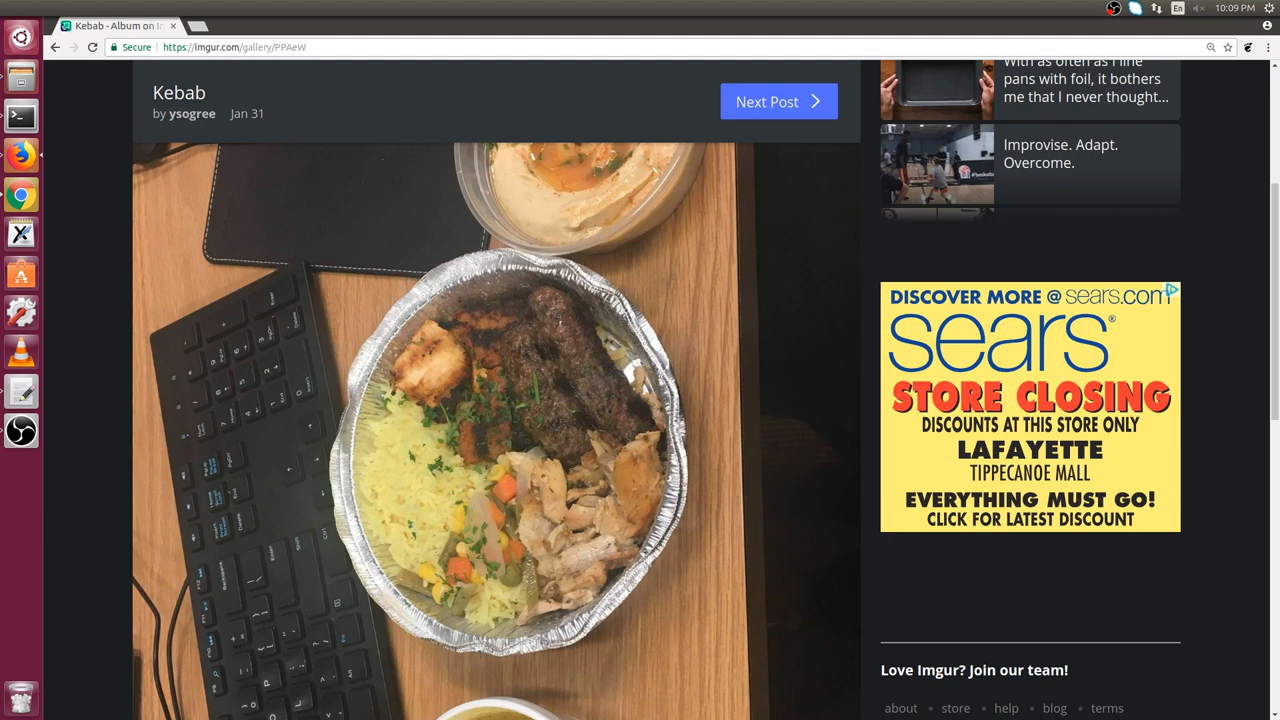 10:09 PM
En
Kebab - Album on I
Secure
https://imgur.com/gallery/PPAeW
Kebab
by ysogree Jan 31
Next Post
With as often as I line
pans with foil, it bothers
me that I never thought...
Improvise. Adapt.
Overcome.
DISCOVER MORE @ sears.com
sears®
STORE CLOSING
DISCOUNTS AT THIS STORE ONLY
LAFAYETTE
TIPPECANOE MALL
EVERYTHING MUST GO!
CLICK FOR LATEST DISCOUNT
Love Imgur? Join our team!
about • store • help • blog • terms